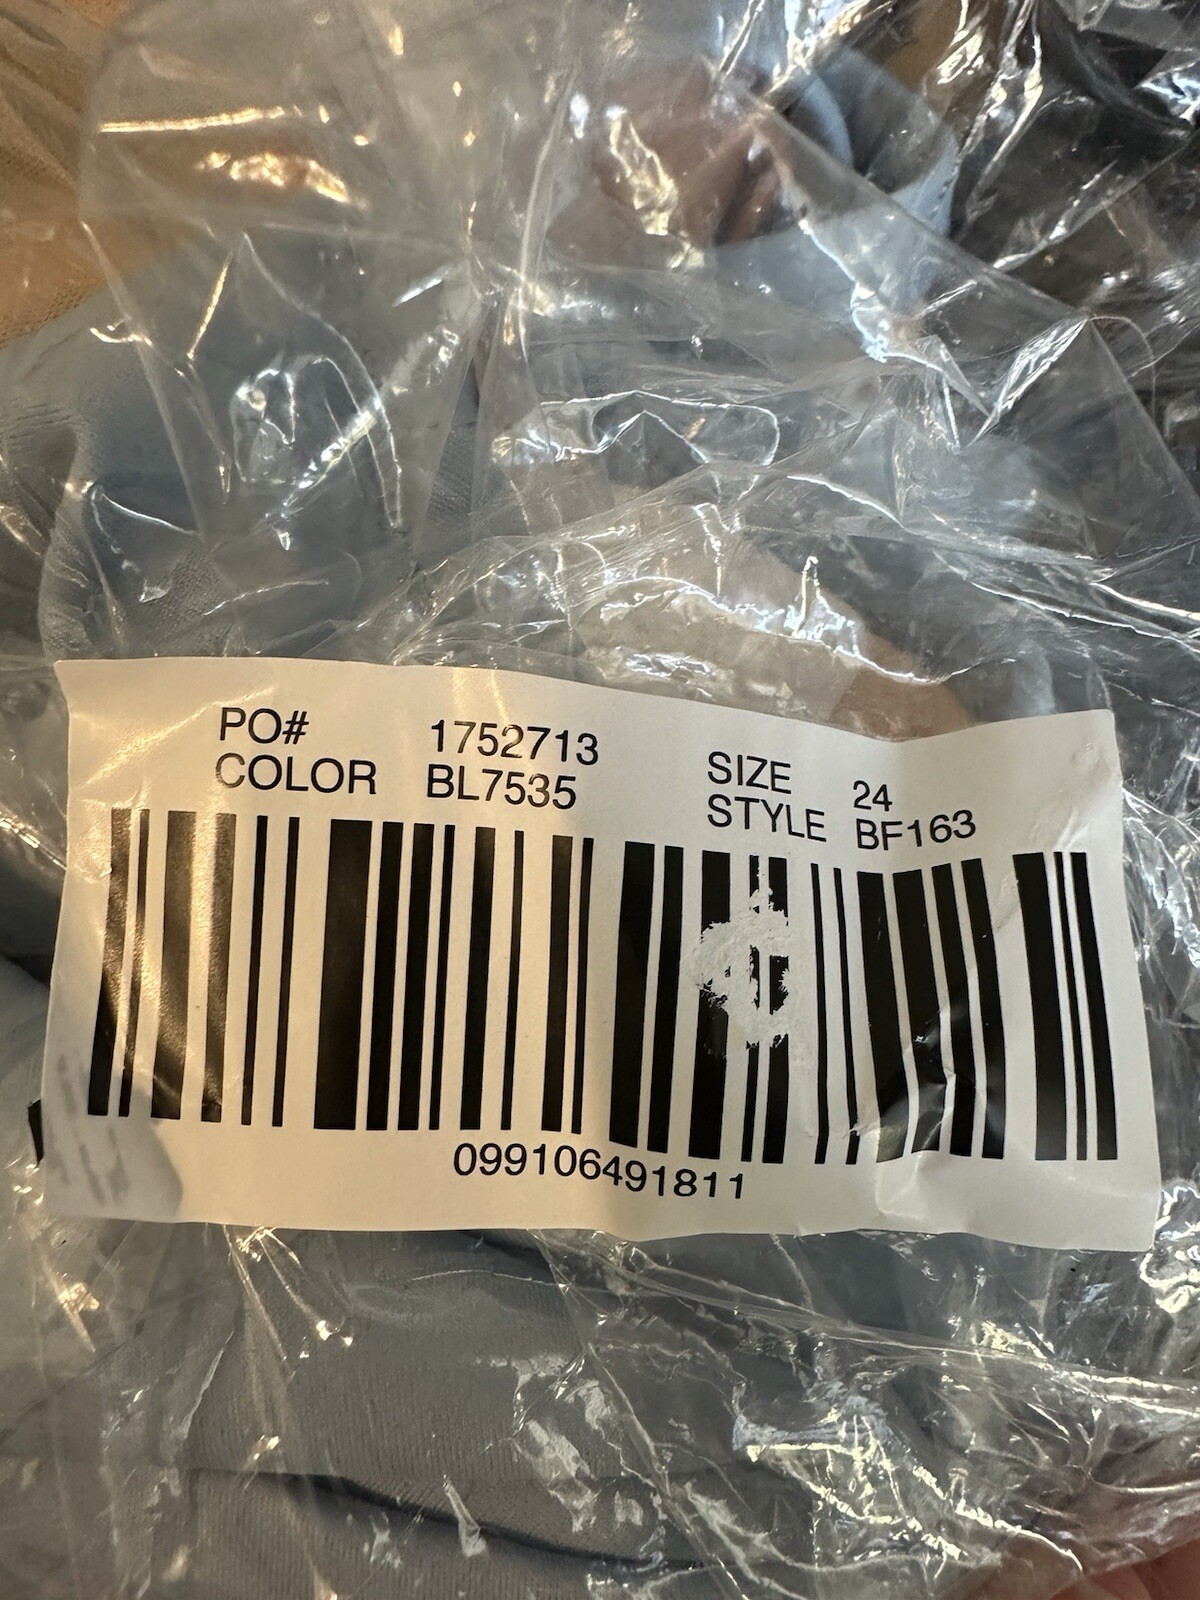 PO# 1752713
COLOR BL7535
SIZE 24
STYLE BF163
099106491811